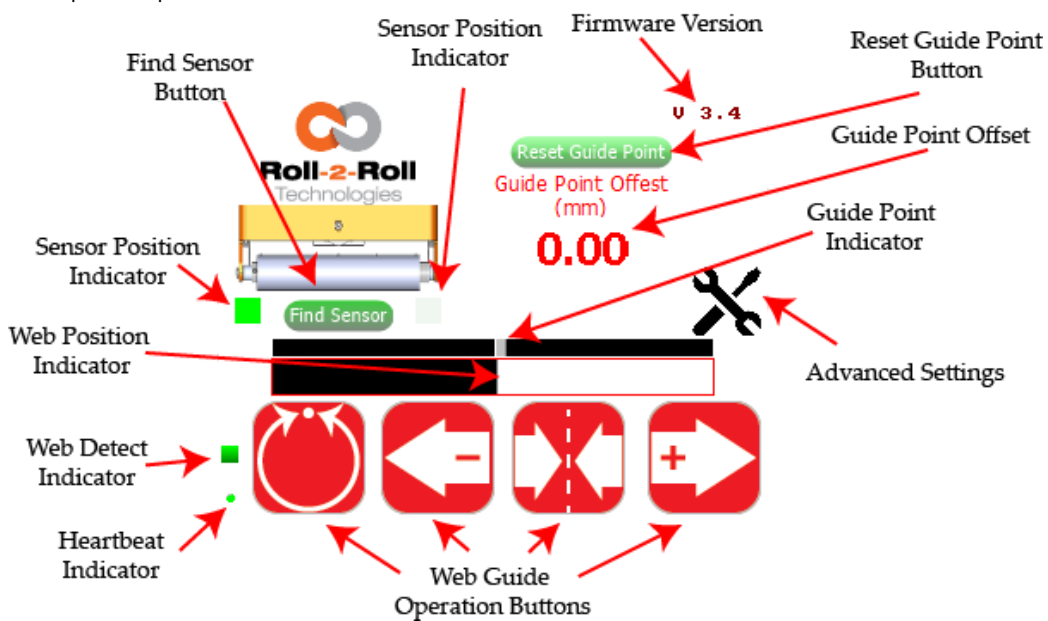 Sensor Position
Indicator
Firmware Version
Reset Guide Point
Button
Find Sensor
Button
V 3.4
Guide Point Offset
Reset Guide Point
Roll-2-Roll
Technologies
Guide Point Offest
(mm)
0.00
Guide Point
Indicator
Sensor Position
Indicator
Find Sensor
Web Position
Indicator
Advanced Settings
Web Detect
Indicator
-
+
Heartbeat
Indicator
Web Guide
Operation Buttons